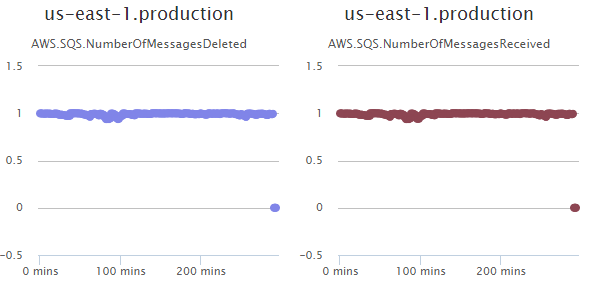 us-east-1.production
AWS.SQS.NumberOfMessagesDeleted
1.5
1
0.5
0
-0.5
0 mins
100 mins
200 mins
us-east-1.production
AWS.SQS.NumberOfMessagesReceived
1.5
1
0.5
0
-0.5
0 mins
100 mins
200 mins